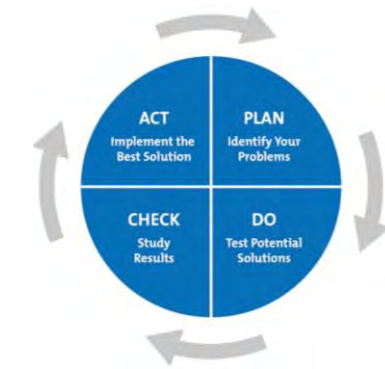 ACT
Implement the
Best Solution
PLAN
Identify Your
Problems
CHECK
Study
Results
DO
Test Potential
Solutions